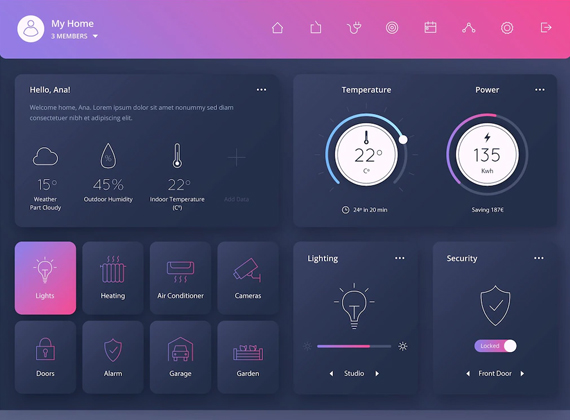 My Home
3 MEMBERS
Hello, Ana!
Welcome home, Ana. Lorem ipsum dolor sit amet nonummy sed diam
consectetuer nibh et adipiscing elit.
%
15°
Weather
Part Cloudy
45%
Outdoor Humidity
22°
Indoor Temperature
(Cº)
Add Data
Temperature
22°
C°
24º in 20 min
Power
135
Kwh
Saving 187€
Lights
Heating
Air Conditioner
Cameras
Doors
Alarm
Garage
Garden
Lighting
Studio
Security
Locked
Front Door